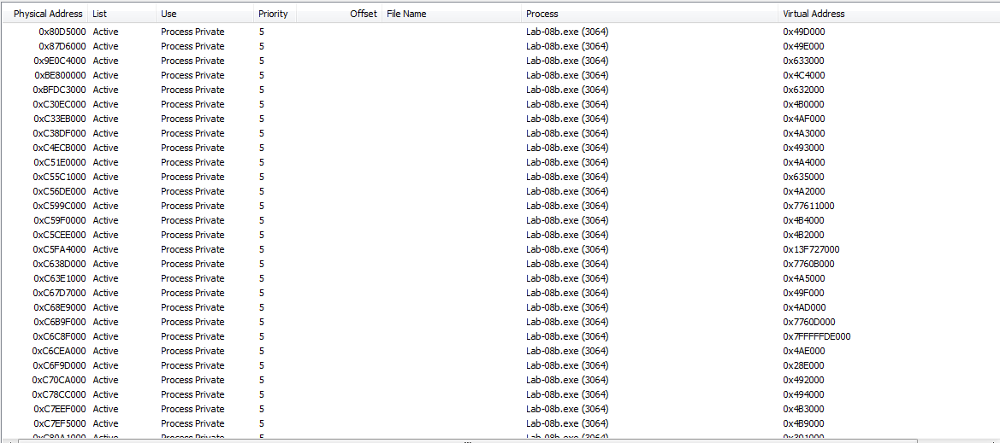 Physical Address List Use Priority Offset File Name Process Virtual Address
0x80D5000 Active Process Private 5 Lab-08b.exe (3064) 0x49D000
0x87D6000 Active Process Private 5 Lab-08b.exe (3064) 0x49E000
0x9E0C4000 Active Process Private 5 Lab-08b.exe (3064) 0x633000
0xBE800000 Active Process Private 5 Lab-08b.exe (3064) 0x4C4000
0xBFDC3000 Active Process Private 5 Lab-08b.exe (3064) 0x632000
0xC30EC000 Active Process Private 5 Lab-08b.exe (3064) 0x4B0000
0xC33EB000 Active Process Private 5 Lab-08b.exe (3064) 0x4AF000
0xC38DF000 Active Process Private 5 Lab-08b.exe (3064) 0x4A3000
0xC4ECB000 Active Process Private 5 Lab-08b.exe (3064) 0x493000
0xC51E0000 Active Process Private 5 Lab-08b.exe (3064) 0x4A4000
0xC55C1000 Active Process Private 5 Lab-08b.exe (3064) 0x635000
0xC56DE000 Active Process Private 5 Lab-08b.exe (3064) 0x4A2000
0xC599C000 Active Process Private 5 Lab-08b.exe (3064) 0x77611000
0xC59F0000 Active Process Private 5 Lab-08b.exe (3064) 0x4B4000
0xC5CEE000 Active Process Private 5 Lab-08b.exe (3064) 0x4B2000
0xC5FA4000 Active Process Private 5 Lab-08b.exe (3064) 0x13F727000
0xC638D000 Active Process Private 5 Lab-08b.exe (3064) 0x7760B000
0xC63E1000 Active Process Private 5 Lab-08b.exe (3064) 0x4A5000
0xC67D7000 Active Process Private 5 Lab-08b.exe (3064) 0x49F000
0xC68E9000 Active Process Private 5 Lab-08b.exe (3064) 0x4AD000
0xC6B9F000 Active Process Private 5 Lab-08b.exe (3064) 0x7760D000
0xC6C8F000 Active Process Private 5 Lab-08b.exe (3064) 0x7FFFFFDE000
0xC6CEA000 Active Process Private 5 Lab-08b.exe (3064) 0x4AE000
0xC6F9D000 Active Process Private 5 Lab-08b.exe (3064) 0x28E000
0xC70CA000 Active Process Private 5 Lab-08b.exe (3064) 0x492000
0xC78CC000 Active Process Private 5 Lab-08b.exe (3064) 0x494000
0xC7EEF000 Active Process Private 5 Lab-08b.exe (3064) 0x4B3000
0xC7EF5000 Active Process Private 5 Lab-08b.exe (3064) 0x4B9000
Active Process Private 5 Lab-08b.exe (3064)